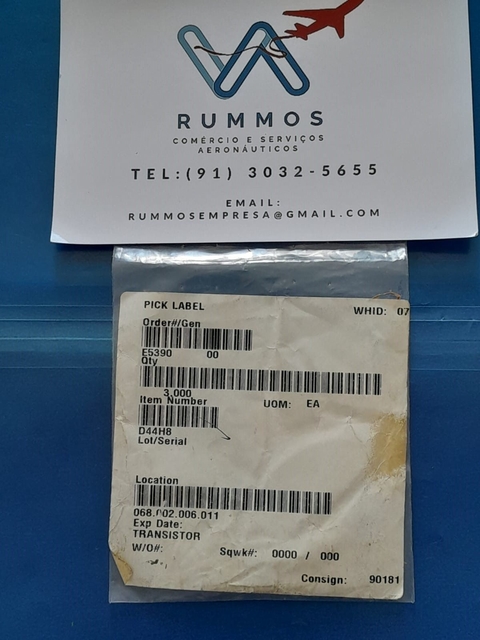 RUMMOS
COMÉRCIO E SERVIÇOS
AERONÁUTICOS
TEL:(91) 3032-5655
EMAIL:
RUMMOSEMPRESA@GMAIL.COM
PICK LABEL
WHID: 07
Order#/Gen
E5390 00
Qty
3,000
UOM: EA
Item Number
D44H8
Lot/Serial
Location
068.002.006.011
Exp Date:
TRANSISTOR
W/O#:
Sqwk#: 0000 / 000
Consign: 90181